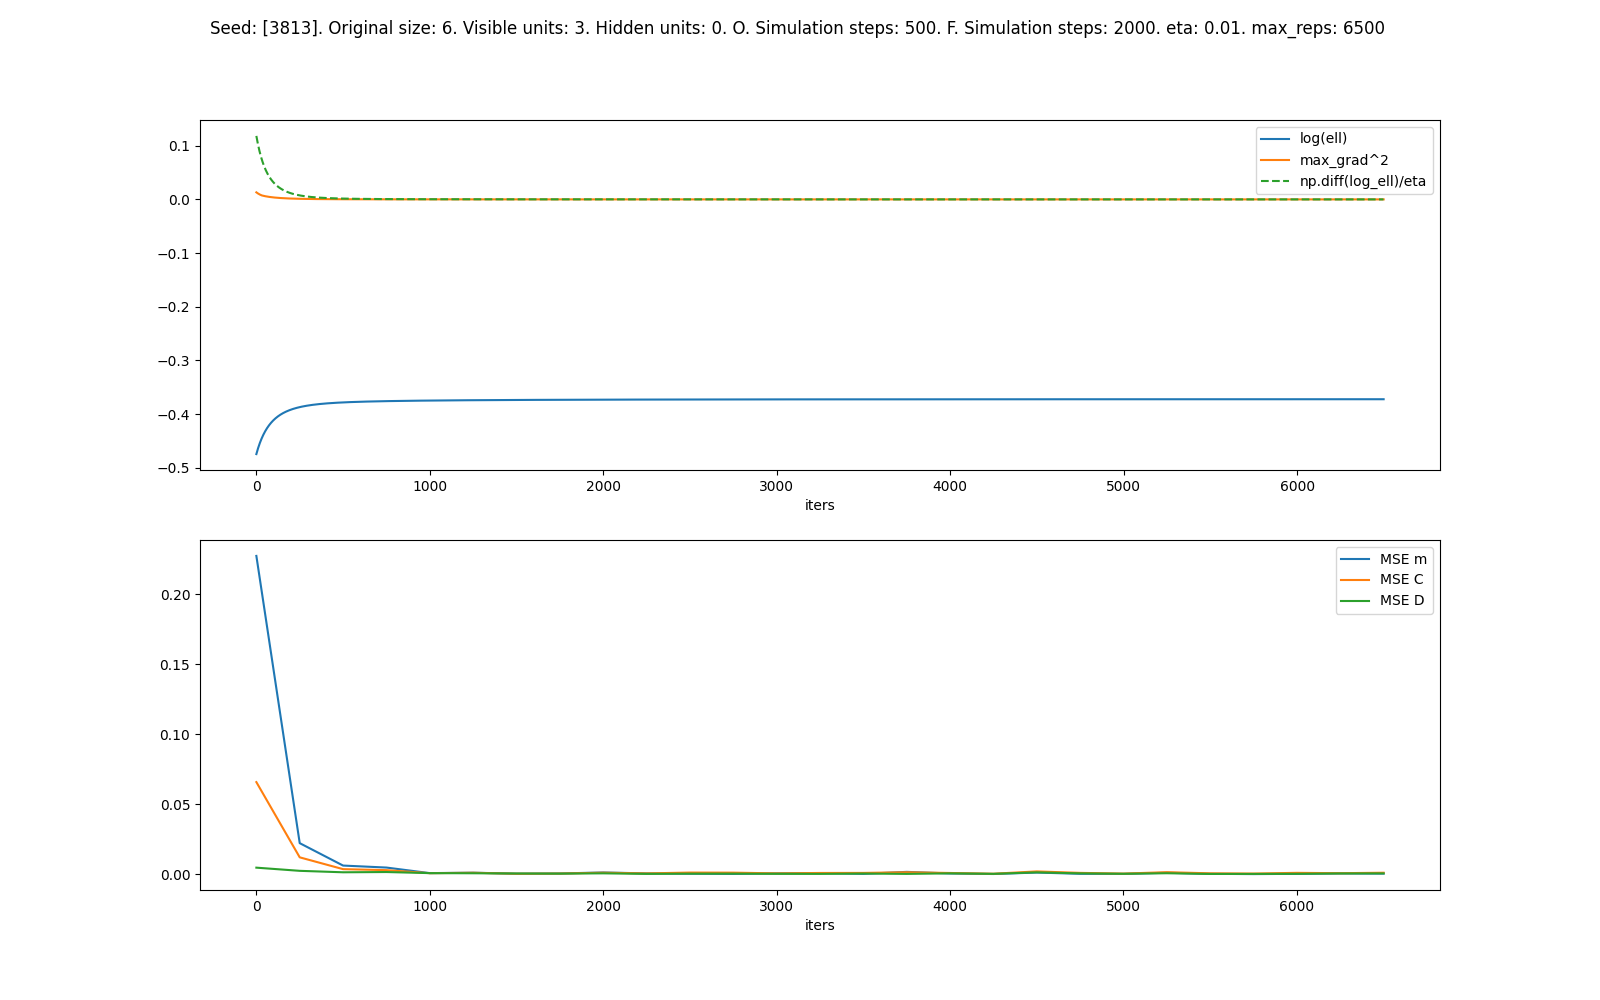 Seed: [3813]. Original size: 6. Visible units: 3. Hidden units: 0. O. Simulation steps: 500. F. Simulation steps: 2000. eta: 0.01. max_reps: 6500
log(ell)
max_grad^2
np.diff(log_ell)/eta
0.1
0.0
−0.1
−0.2
−0.3
−0.4
−0.5
0 1000 2000 3000 4000 5000 6000
iters
MSE m
MSE C
MSE D
0.20
0.15
0.10
0.05
0.00
0 1000 2000 3000 4000 5000 6000
iters